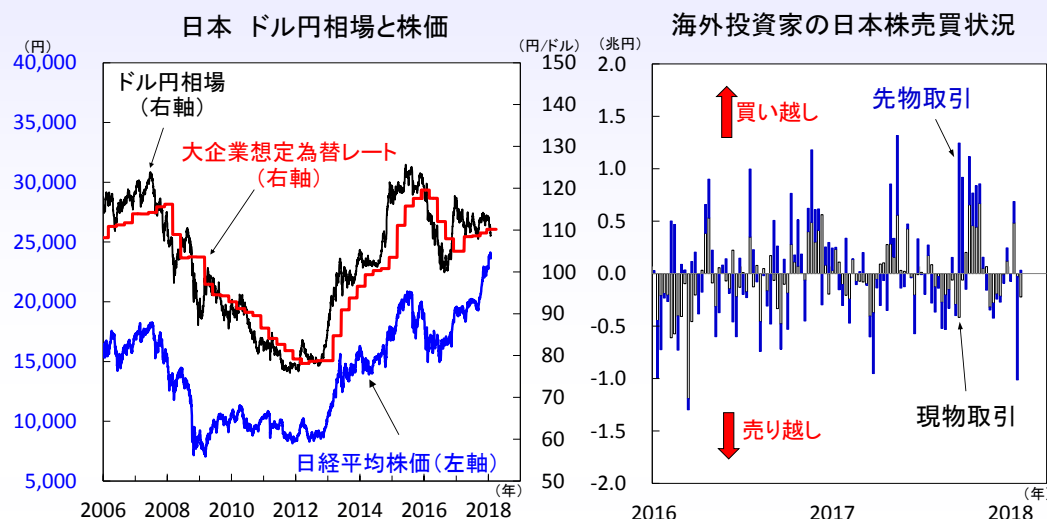 日本 ドル円相場と株価
(円)
(円/ドル)
40,000
35,000
30,000
25,000
20,000
15,000
10,000
5,000
150
140
130
120
110
100
90
80
70
60
50
ドル円相場
(右軸)
大企業想定為替レート
(右軸)
日経平均株価(左軸)
2006 2008 2010 2012 2014 2016 2018
(年)
海外投資家の日本株売買状況
(兆円)
2.0
1.5
1.0
0.5
0.0
-0.5
-1.0
-1.5
-2.0
買い越し
先物取引
売り越し
現物取引
2016 2017 2018
(年)